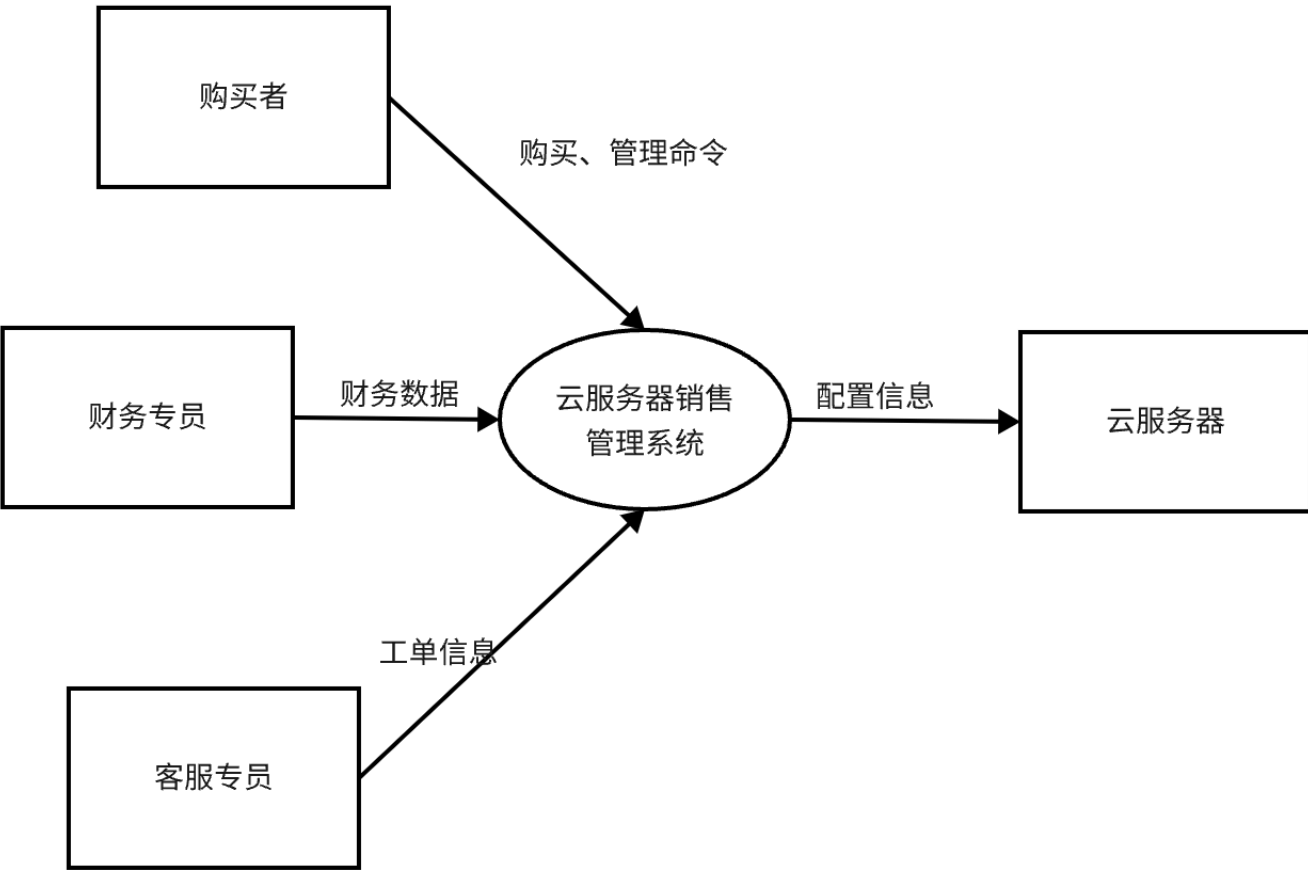 购买者
购买、管理命令
财务专员
财务数据
云服务器销售
管理系统
配置信息
云服务器
工单信息
客服专员